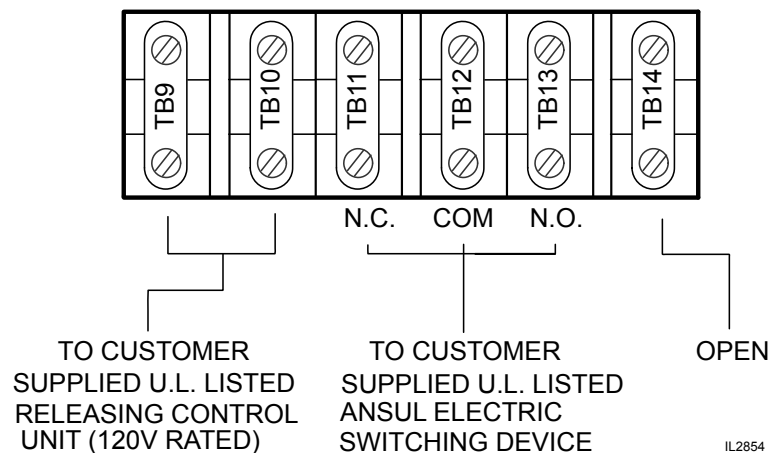 TB9 TB10 TB11 TB12 TB13 TB14
N.C. COM N.O.
TO CUSTOMER
SUPPLIED U.L. LISTED
RELEASING CONTROL
UNIT (120V RATED)
TO CUSTOMER
SUPPLIED U.L. LISTED
ANSUL ELECTRIC
SWITCHING DEVICE
OPEN
IL2854